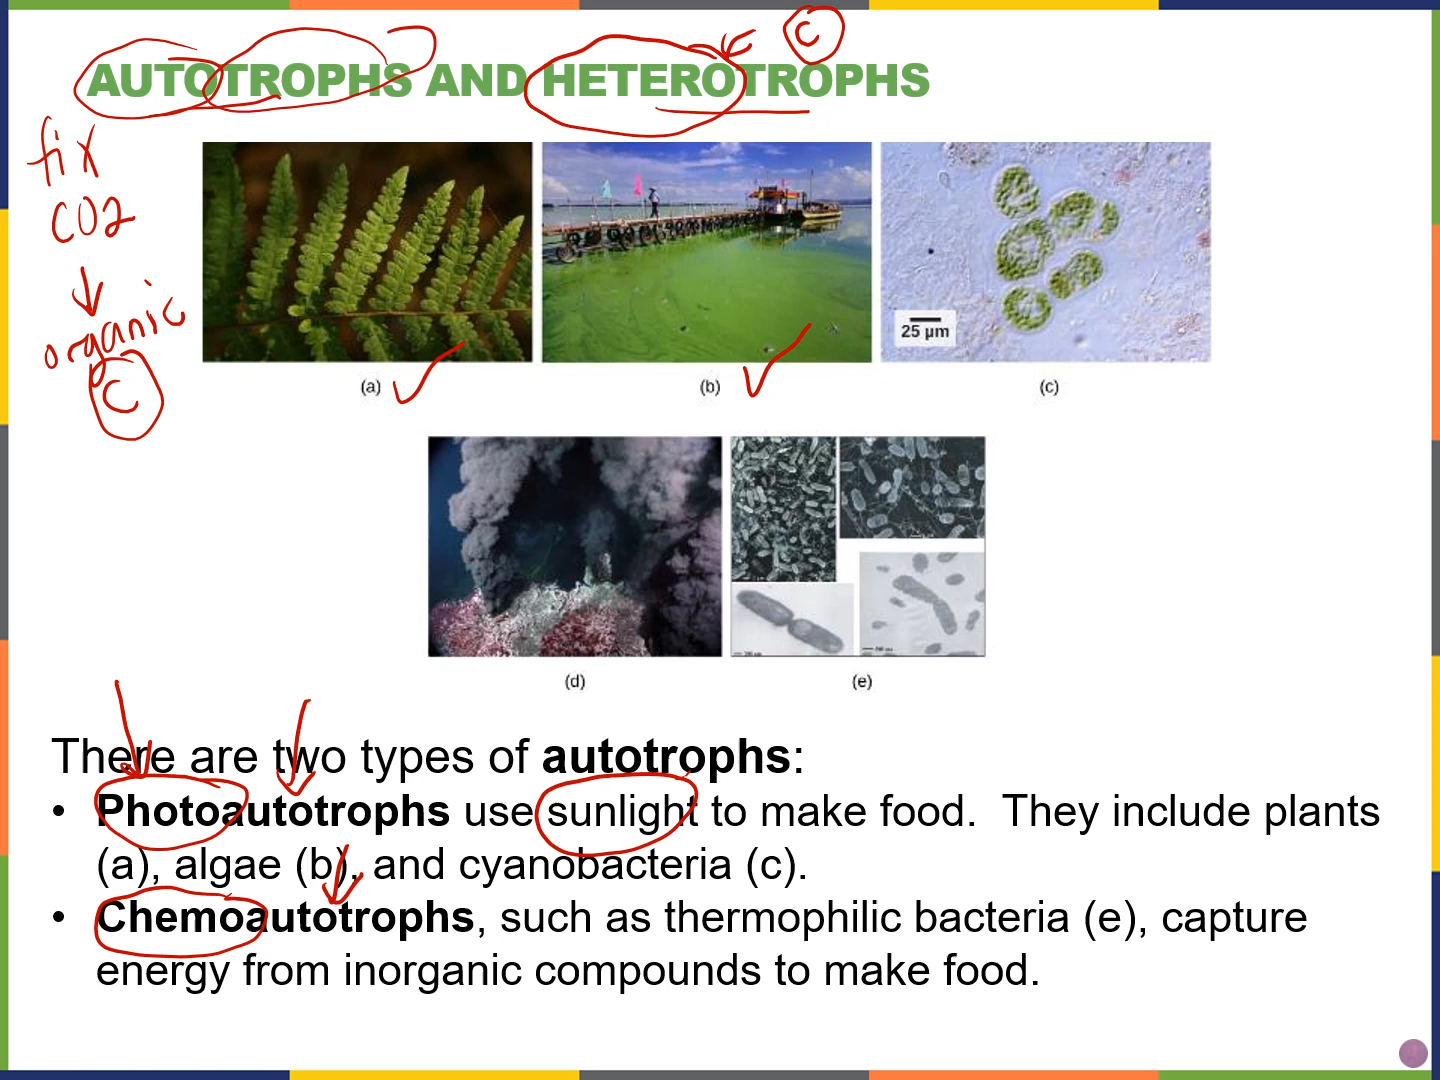 AUTOTROPHS AND HETEROTROPHS
C
fix
CO2
organic
C
25 µm
(a)
(b)
(c)
(d)
(e)
There are two types of autotrophs:
• Photoautotrophs use sunlight to make food. They include plants
(a), algae (b), and cyanobacteria (c).
• Chemoautotrophs, such as thermophilic bacteria (e), capture
energy from inorganic compounds to make food.